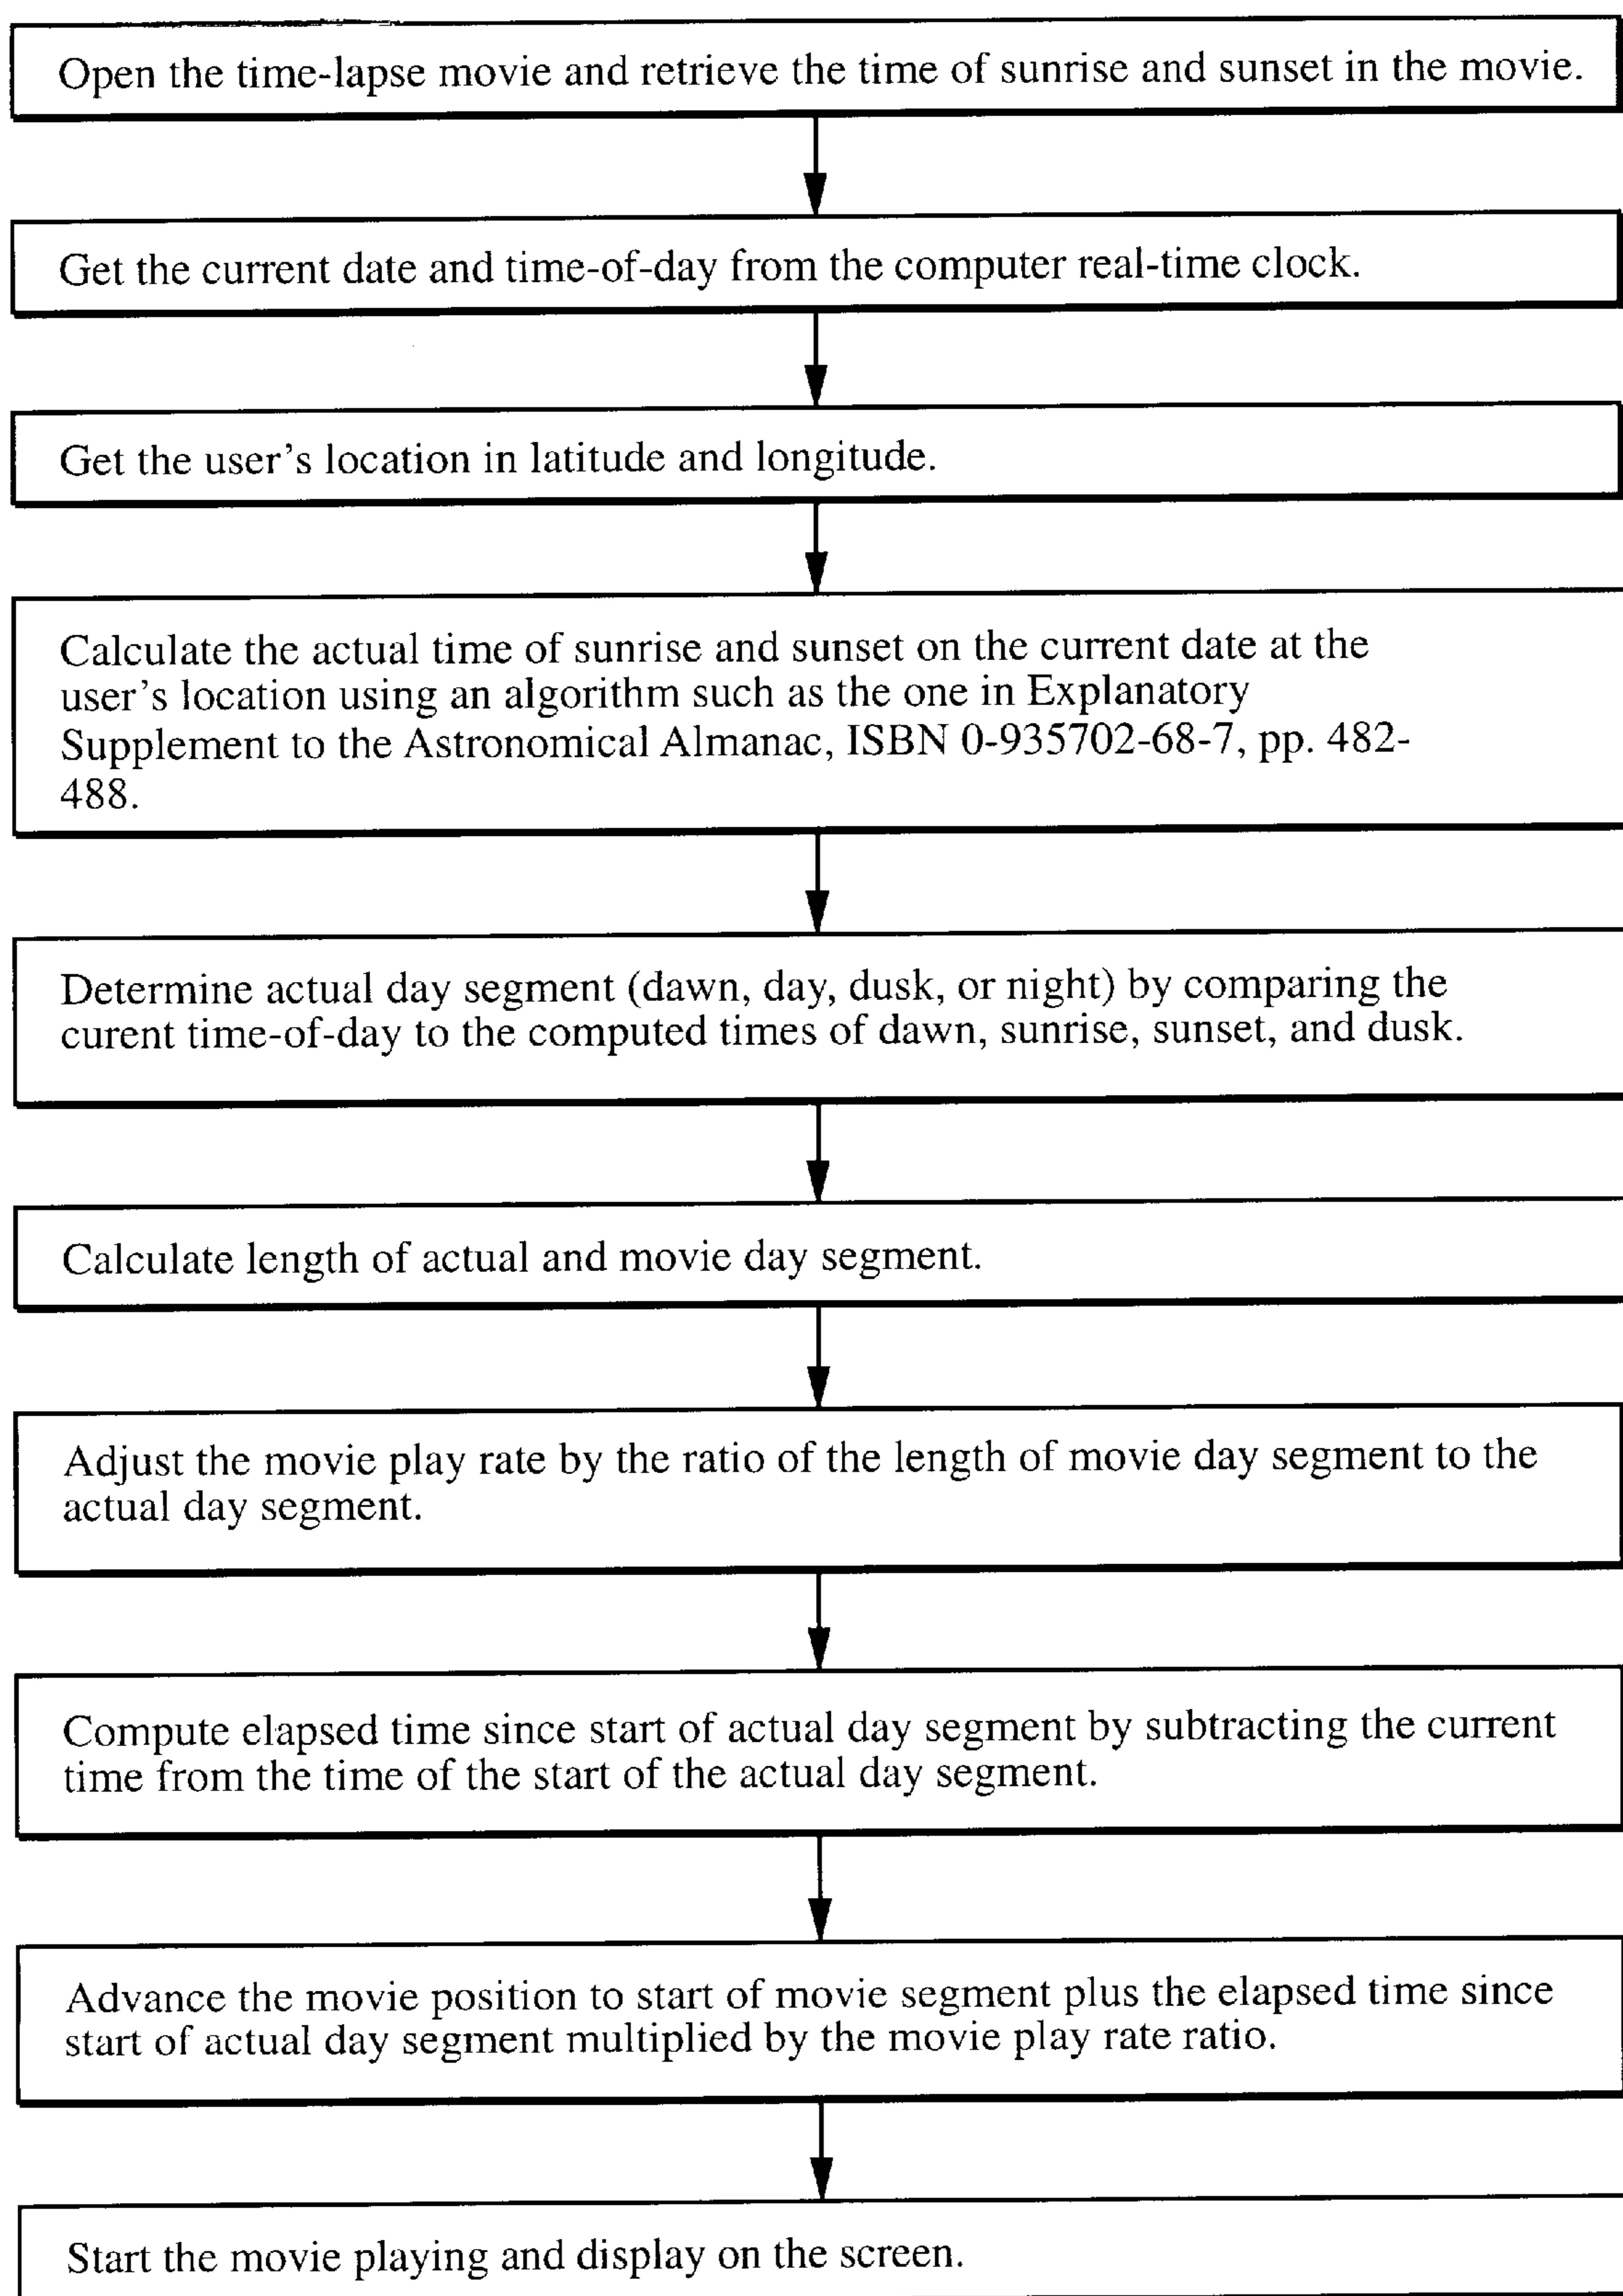 Open the time-lapse movie and retrieve the time of sunrise and sunset in the movie.
Get the current date and time-of-day from the computer real-time clock.
Get the user's location in latitude and longitude.
Calculate the actual time of sunrise and sunset on the current date at the
user's location using an algorithm such as the one in Explanatory
Supplement to the Astronomical Almanac, ISBN 0-935702-68-7, pp. 482-
488.
Determine actual day segment (dawn, day, dusk, or night) by comparing the
curent time-of-day to the computed times of dawn, sunrise, sunset, and dusk.
Calculate length of actual and movie day segment.
Adjust the movie play rate by the ratio of the length of movie day segment to the
actual day segment.
Compute elapsed time since start of actual day segment by subtracting the current
time from the time of the start of the actual day segment.
Advance the movie position to start of movie segment plus the elapsed time since
start of actual day segment multiplied by the movie play rate ratio.
Start the movie playing and display on the screen.